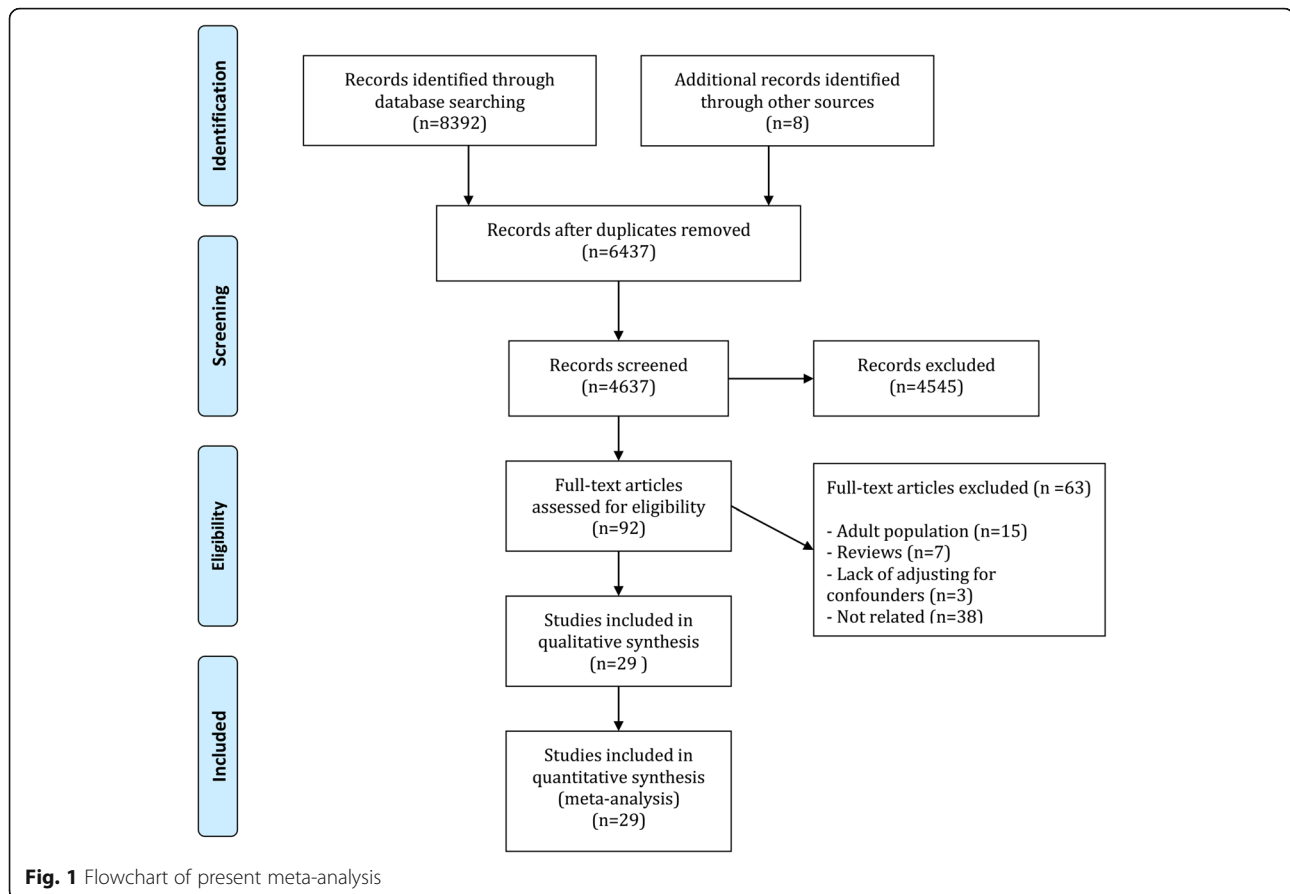 Identification
Records identified through
database searching
(n=8392)
Additional records identified
through other sources
(n=8)
Records after duplicates removed
(n=6437)
Screening
Records screened
(n=4637)
Records excluded
(n=4545)
Eligibility
Full-text articles
assessed for eligibility
(n=92)
Full-text articles excluded (n =63)
- Adult population (n=15)
- Reviews (n=7)
- Lack of adjusting for
confounders (n=3)
- Not related (n=38)
Studies included in
qualitative synthesis
(n=29 )
Included
Studies included in
quantitative synthesis
(meta-analysis)
(n=29)
Fig. 1 Flowchart of present meta-analysis